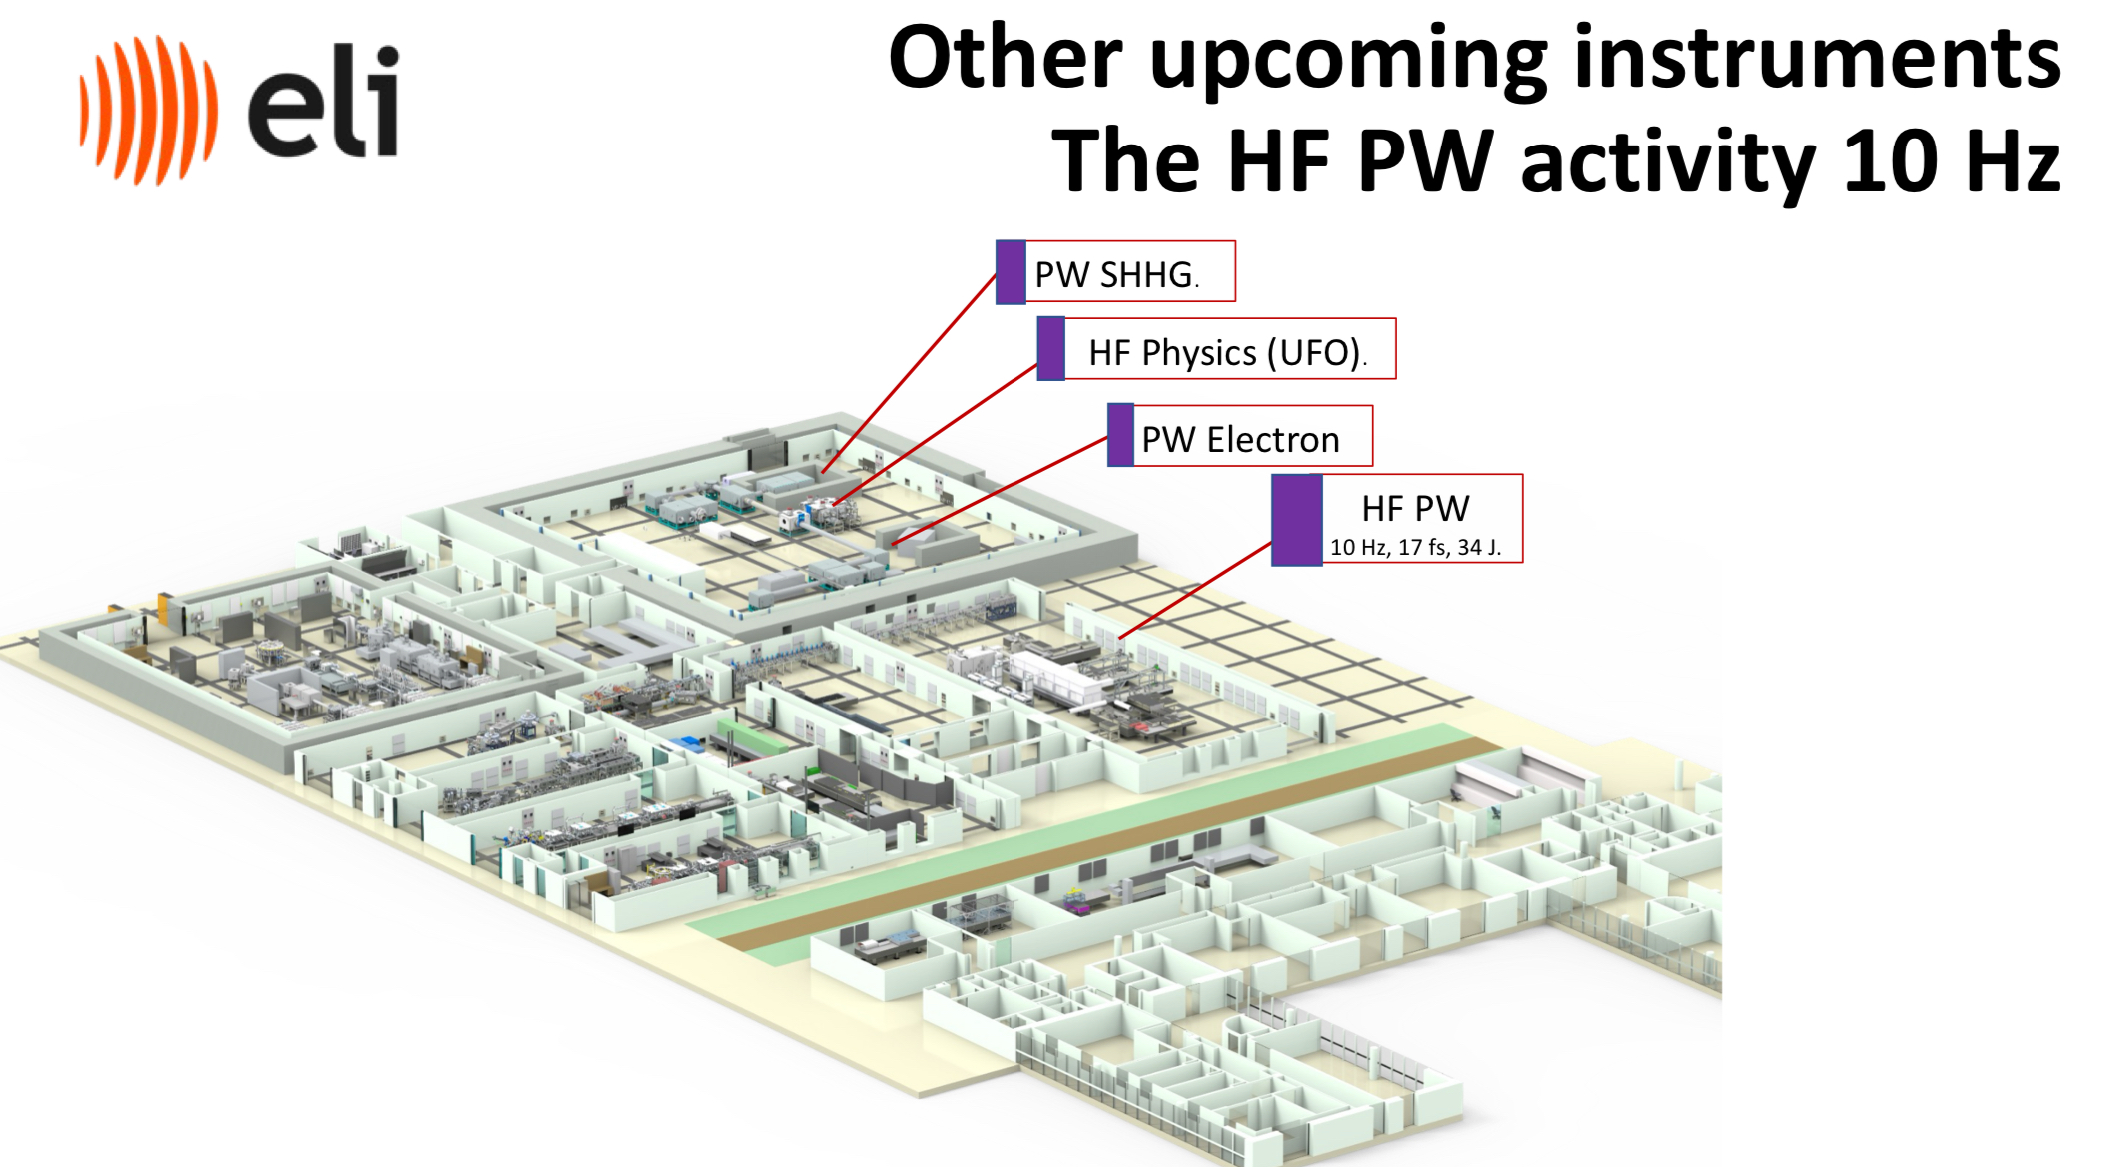 eli
Other upcoming instruments
The HF PW activity 10 Hz
PW SHHG.
HF Physics (UFO).
PW Electron
HF PW
10 Hz, 17 fs, 34 J.